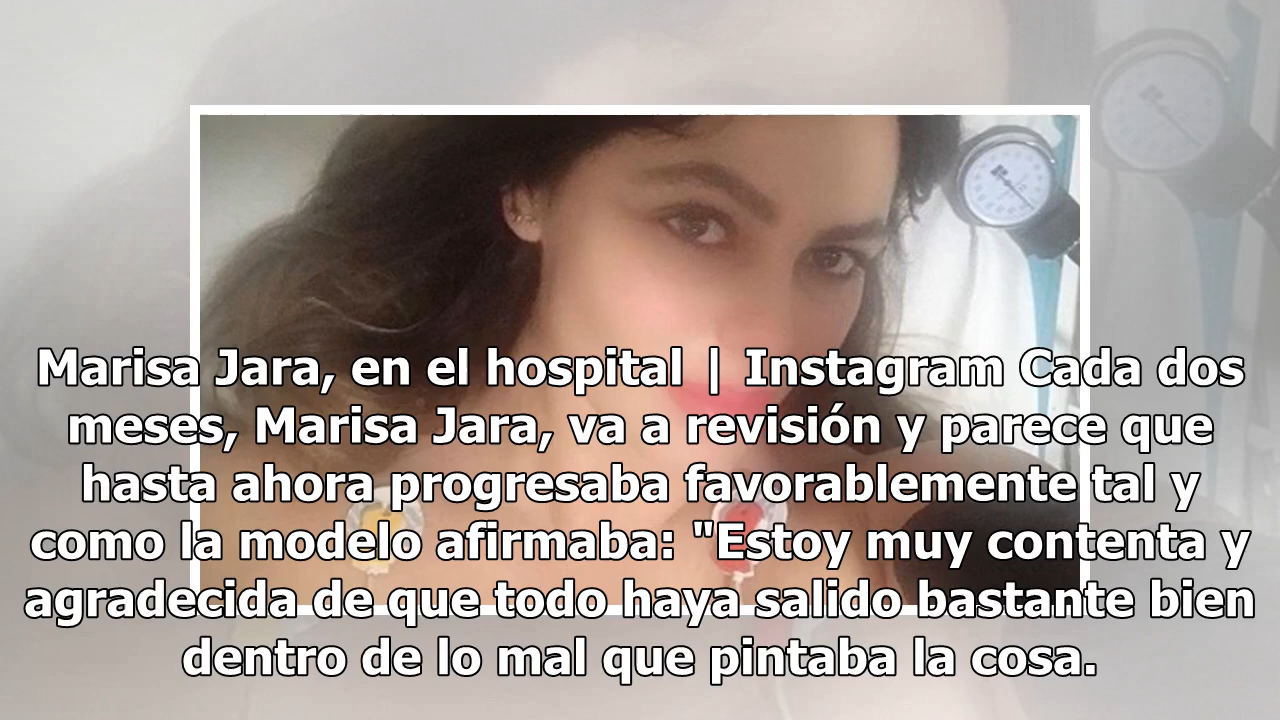 Marisa Jara, en el hospital | Instagram Cada dos
meses, Marisa Jara, va a revisión y parece que
hasta ahora progresaba favorablemente tal y
como la modelo afirmaba: "Estoy muy contenta y
agradecida de que todo haya salido bastante bien
dentro de lo mal que pintaba la cosa.